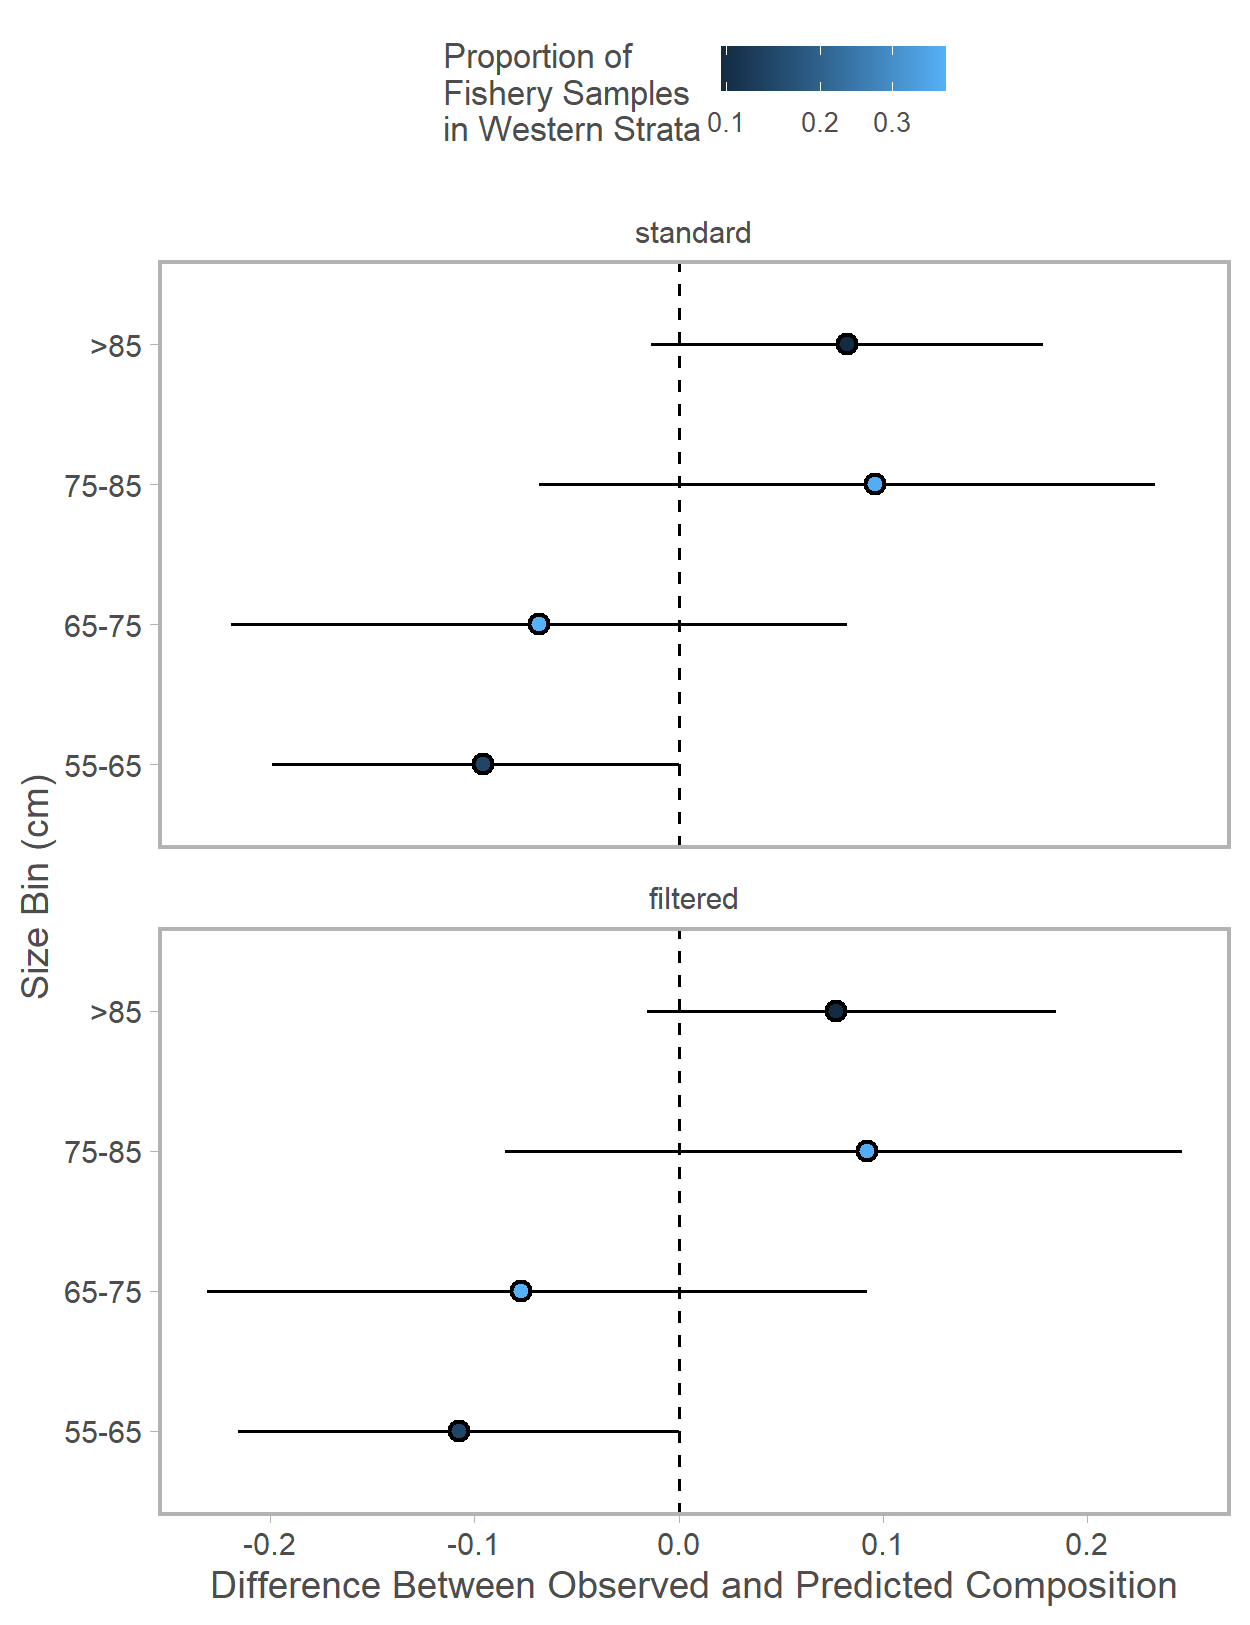 Proportion of
Fishery Samples
in Western Strata
0.1 0.2 0.3
standard
>85
75-85
65-75
55-65
Size Bin (cm)
filtered
>85
75-85
65-75
55-65
-0.2 -0.1 0.0 0.1 0.2
Difference Between Observed and Predicted Composition